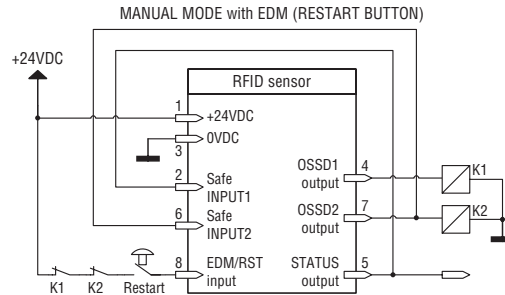 MANUAL MODE with EDM (RESTART BUTTON)
+24VDC
RFID sensor
1
+24VDC
0VDC
3
2
Safe
INPUT1
6
Safe
INPUT2
8
EDM/RST
input
OSSD1
output
4
OSSD2
output
7
STATUS
output
5
K1
K2
K1
K2
Restart